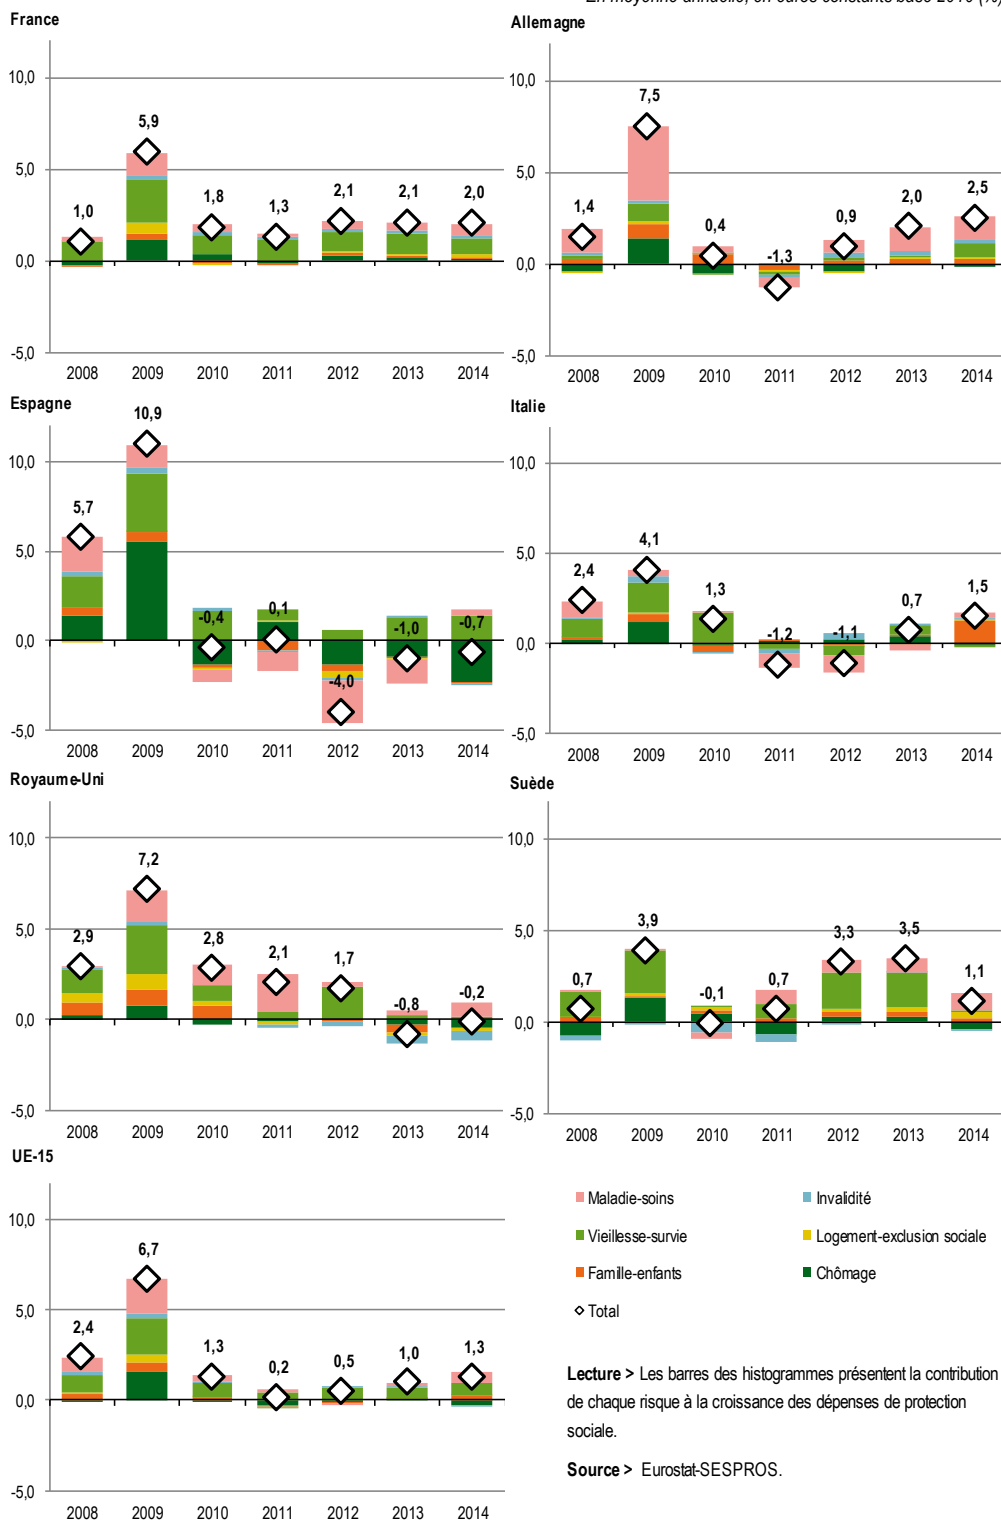 En moyenne annuelle, en euros constants base 2010 (%)
France
10,0
5,0
0,0
-5,0
1,0
5,9
1,8
1,3
2,1
2,1
2,0
2008 2009 2010 2011 2012 2013 2014
Allemagne
10,0
5,0
0,0
-5,0
1,4
7,5
0,4
-1,3
0,9
2,0
2,5
2008 2009 2010 2011 2012 2013 2014
Espagne
10,0
5,0
0,0
-5,0
5,7
10,9
-0,4
0,1
-4,0
-1,0
-0,7
2008 2009 2010 2011 2012 2013 2014
Italie
10,0
5,0
0,0
-5,0
2,4
4,1
1,3
-1,2
-1,1
0,7
1,5
2008 2009 2010 2011 2012 2013 2014
Royaume-Uni
10,0
5,0
0,0
-5,0
2,9
7,2
2,8
2,1
1,7
-0,8
-0,2
2008 2009 2010 2011 2012 2013 2014
Suède
10,0
5,0
0,0
-5,0
0,7
3,9
-0,1
0,7
3,3
3,5
1,1
2008 2009 2010 2011 2012 2013 2014
UE-15
10,0
5,0
0,0
-5,0
2,4
6,7
1,3
0,2
0,5
1,0
1,3
2008 2009 2010 2011 2012 2013 2014
Maladie-soins
Invalidité
Vieillesse-survie
Logement-exclusion sociale
Famille-enfants
Chômage
Total
Lecture > Les barres des histogrammes présentent la contribution
de chaque risque à la croissance des dépenses de protection
sociale.
Source > Eurostat-SESPROS.